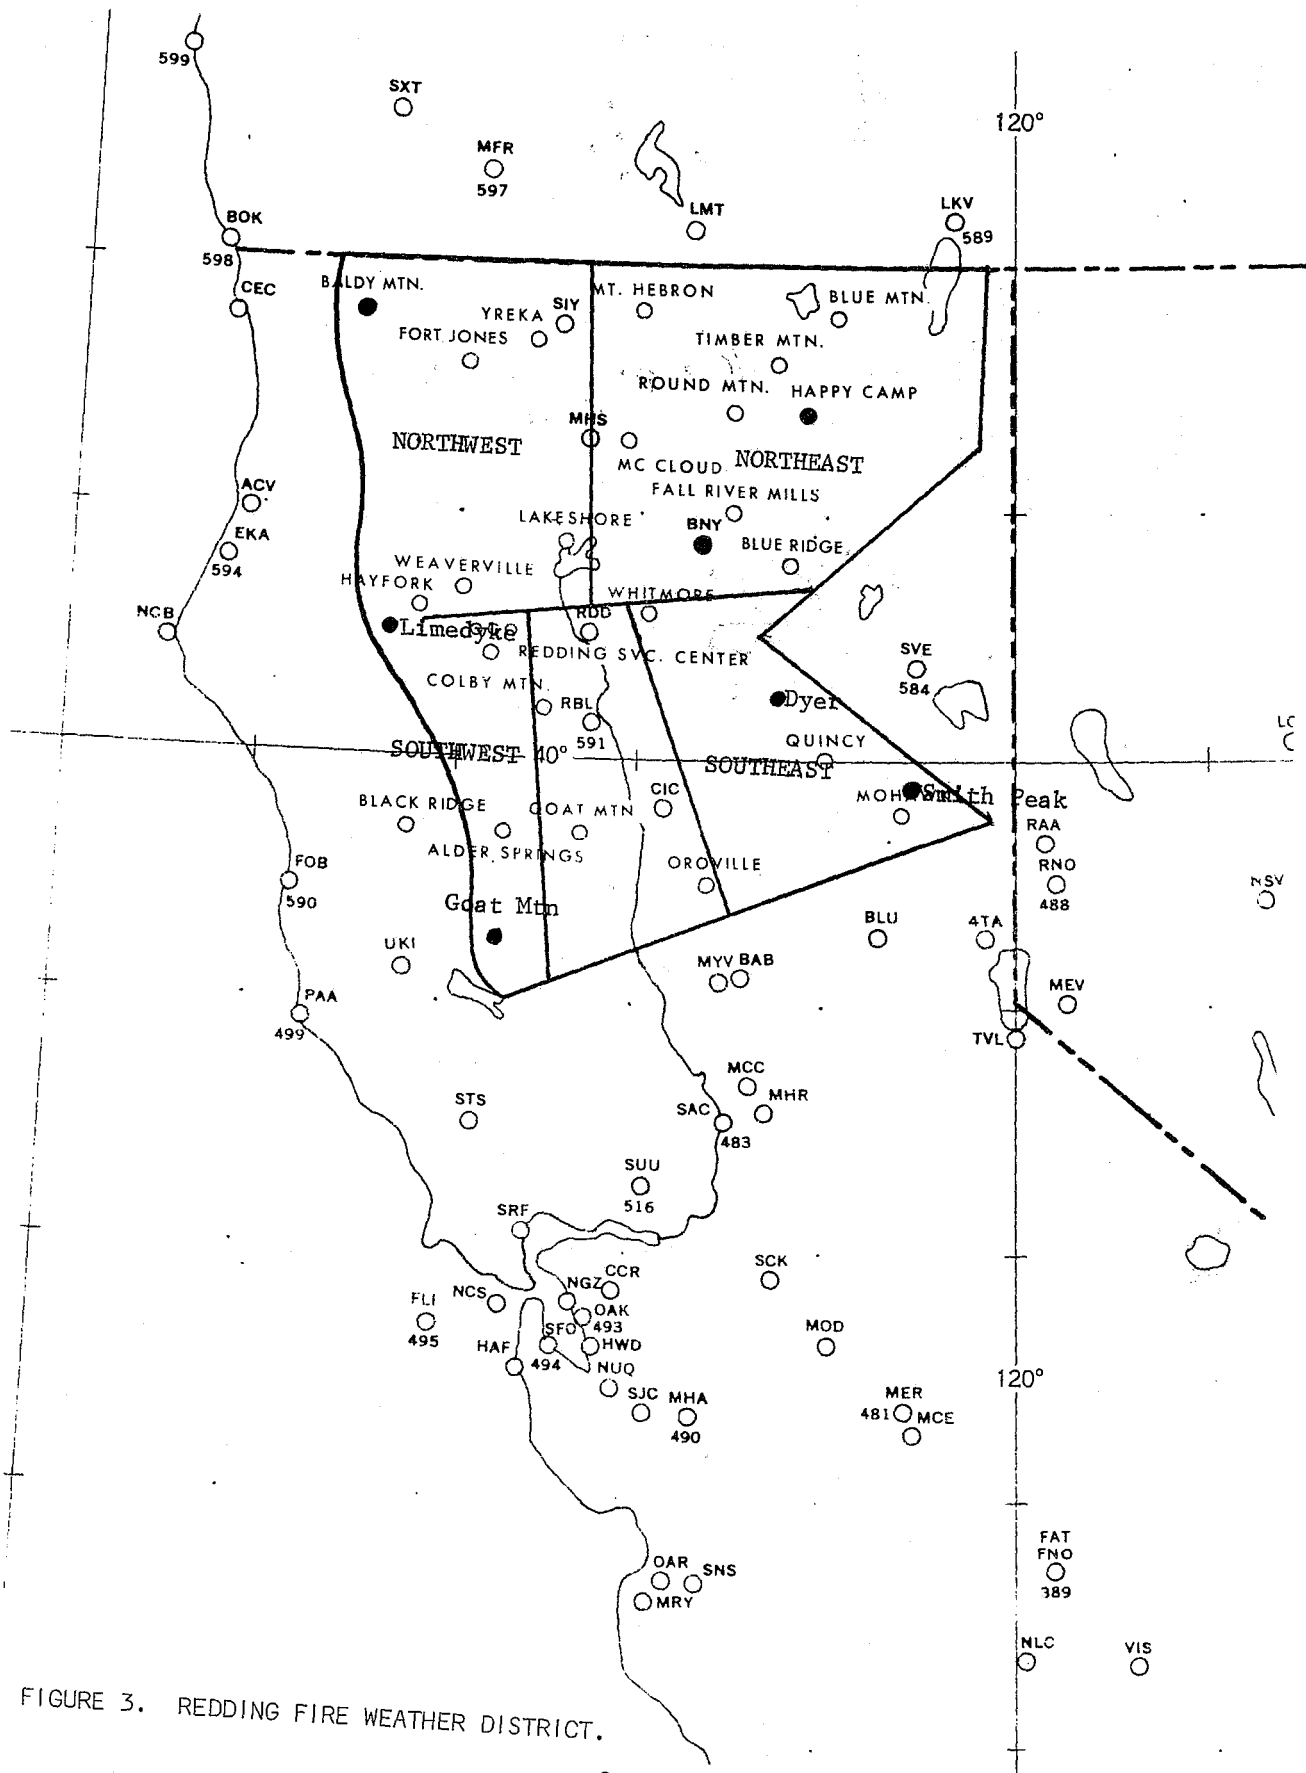 599
SXT
120°
MFR
597
LMT
LKV
589
BOK
598
CEC
BALDY MTN.
MT. HEBRON
BLUE MTN.
YREKA
SIY
FORT JONES
TIMBER MTN.
ROUND MTN.
HAPPY CAMP
MHS
NORTHWEST
MC CLOUD
NORTHEAST
ACV
FALL RIVER MILLS
LAKESHORE
BNY
EKA
594
BLUE RIDGE
WEAVERVILLE
HAYFORK
WHITMORE
RDD
Limedyke
REDDING SVC. CENTER
SVE
584
COLBY MTN.
RBL
591
Dyer
QUINCY
SOUTHWEST
40°
SOUTHEAST
CIC
MOHAWK
Smith Peak
BLACK RIDGE
GOAT MTN
ALDER SPRINGS
RAA
FOB
590
OROVILLE
RNO
488
NSV
Goat Mtn
BLU
4TA
UKI
MYV
BAB
PAA
499
MEV
TVL
MCC
MHR
STS
SAC
483
SUU
516
SRF
SCK
FLI
495
NCS
NGZ
CCR
OAK
493
SFO
494
HWD
HAF
MOD
NUQ
120°
SJC
MHA
490
MER
481
MCE
FAT
FNO
389
OAR
SNS
MRY
NLC
VIS
FIGURE 3. REDDING FIRE WEATHER DISTRICT.